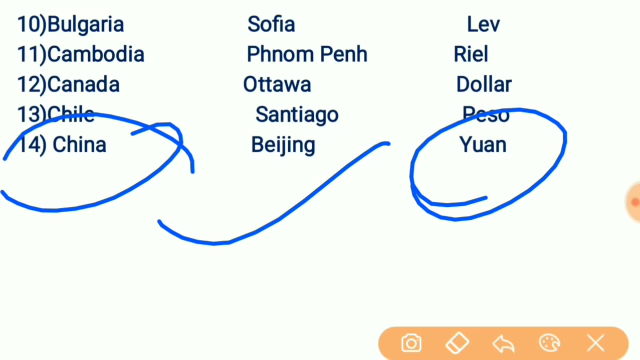 10)Bulgaria Sofia Lev
11)Cambodia Phnom Penh Riel
12)Canada Ottawa Dollar
13)Chile Santiago Peso
14) China Beijing Yuan